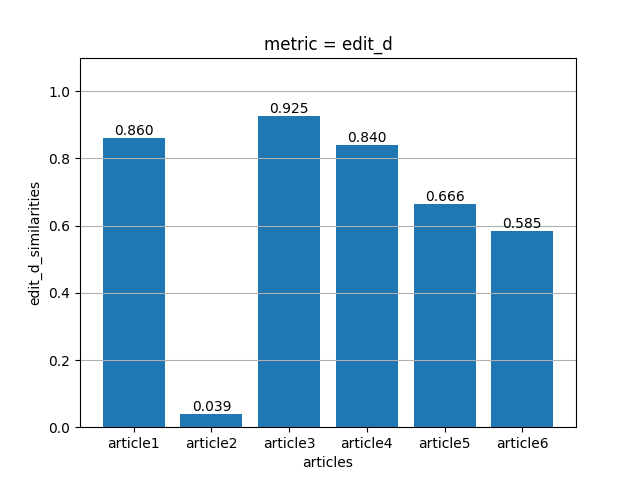 metric = edit_d
edit_d_similarities
1.0
0.8
0.6
0.4
0.2
0.0
0.860
0.039
0.925
0.840
0.666
0.585
article1
article2
article3
article4
article5
article6
articles